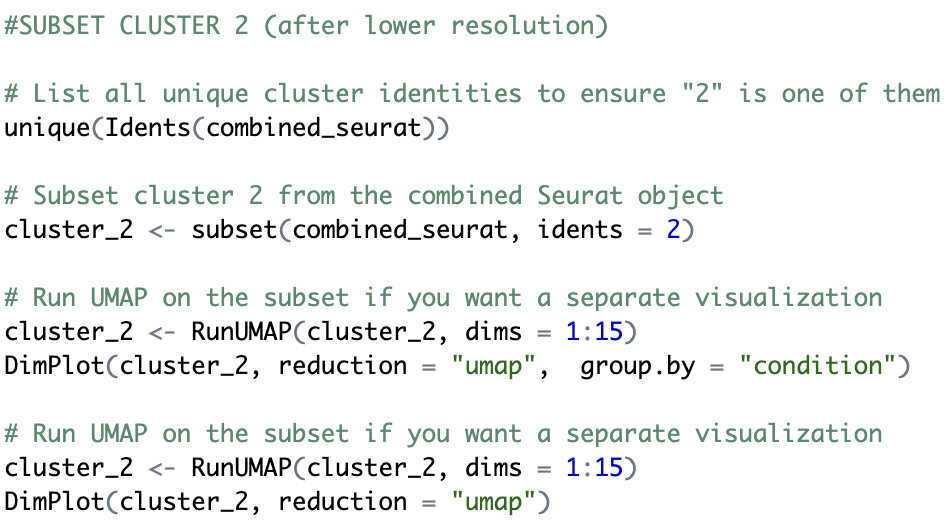 #SUBSET CLUSTER 2 (after lower resolution)
# List all unique cluster identities to ensure "2" is one of them
unique(Idents(combined_seurat))
# Subset cluster 2 from the combined Seurat object
cluster_2 <- subset(combined_seurat, idents = 2)
# Run UMAP on the subset if you want a separate visualization
cluster_2 <- RunUMAP(cluster_2, dims = 1:15)
DimPlot(cluster_2, reduction = "umap",  group.by = "condition")
# Run UMAP on the subset if you want a separate visualization
cluster_2 <- RunUMAP(cluster_2, dims = 1:15)
DimPlot(cluster_2, reduction = "umap")